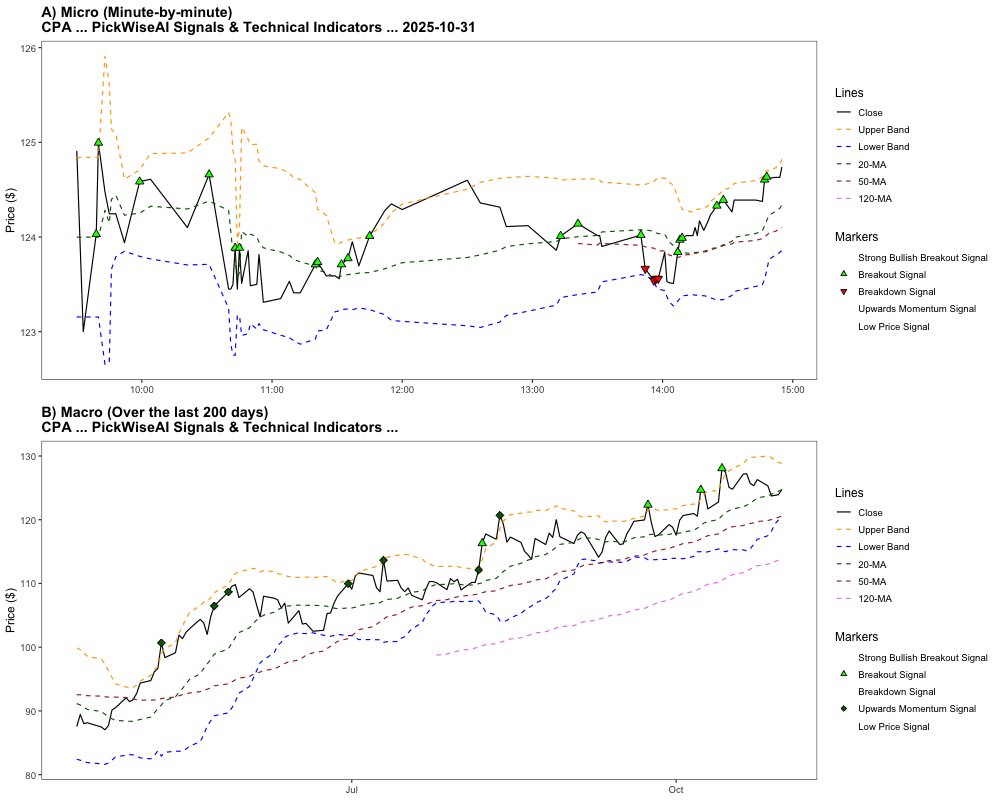 A) Micro (Minute-by-minute)
CPA ... PickWiseAI Signals & Technical Indicators ... 2025-10-31
126
125
124
123
Price ($)
10:00
11:00
12:00
13:00
14:00
15:00
Lines
Close
Upper Band
Lower Band
20-MA
50-MA
120-MA
Markers
Strong Bullish Breakout Signal
Breakout Signal
Breakdown Signal
Upwards Momentum Signal
Low Price Signal
B) Macro (Over the last 200 days)
CPA ... PickWiseAI Signals & Technical Indicators ...
130
120
110
100
90
80
Price ($)
Jul
Oct
Lines
Close
Upper Band
Lower Band
20-MA
50-MA
120-MA
Markers
Strong Bullish Breakout Signal
Breakout Signal
Breakdown Signal
Upwards Momentum Signal
Low Price Signal